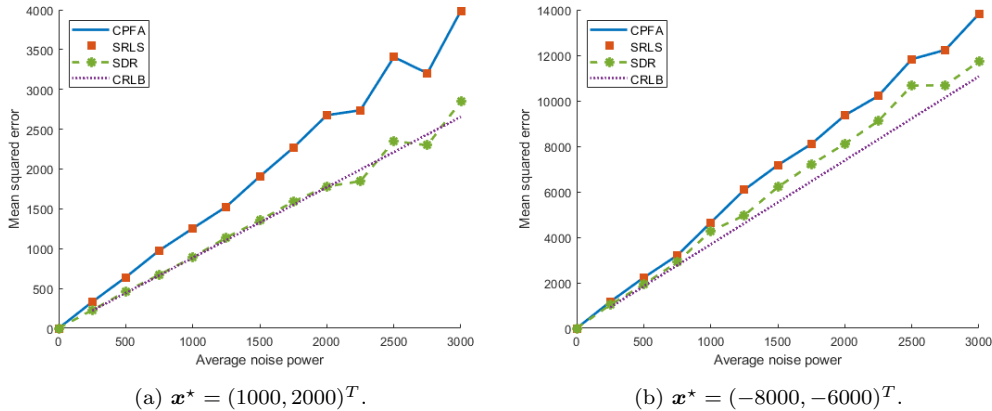 4000
3500
3000
2500
2000
1500
1000
500
0
Mean squared error
CPFA
SRLS
SDR
CRLB
0 500 1000 1500 2000 2500 3000
Average noise power
(a) x⋆ = (1000, 2000)^T.
14000
12000
10000
8000
6000
4000
2000
0
Mean squared error
CPFA
SRLS
SDR
CRLB
0 500 1000 1500 2000 2500 3000
Average noise power
(b) x⋆ = (−8000, −6000)^T.